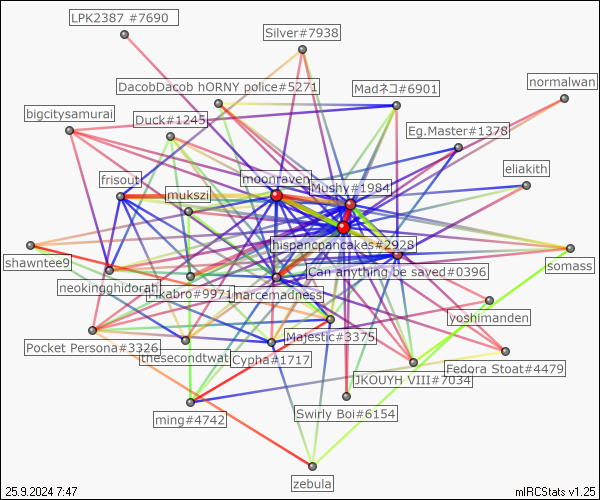 LPK2387 #7690
Silver#7938
DacobDacob hORNY police#5271
Madネコ#6901
normalwan
bigcitysamurai
Duck#1245
Eg.Master#1378
eliakith
frisout
moonraven
Mushy#1984
mukszi
hispancpancakes#2928
shawntee9
Can anything be saved#0396
somass
neokingghidorah
Aikabro#9971
marcemadness
yoshimanden
Pocket Persona#3326
Majestic#3375
thesecondtwat
Cypha#1717
Fedora Stoat#4479
JKOUYH VIII#7034
ming#4742
Swirly Boi#6154
zebula
25.9.2024 7:47
mIRCStats v1.25